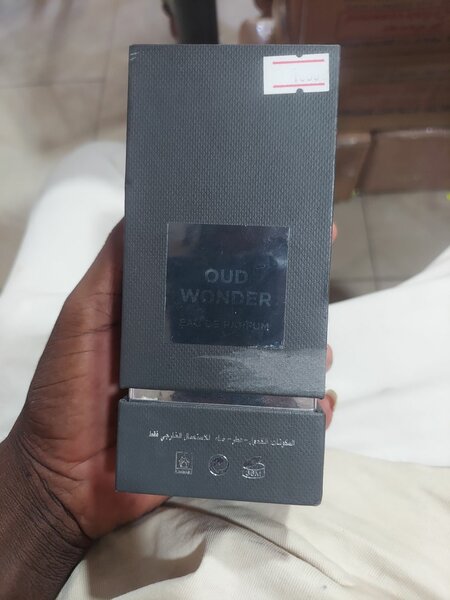 OUD
WONDER
EAU DE PARFUM
المكونات: الكحول - عطر - ماء للاستعمال الخارجي فقط